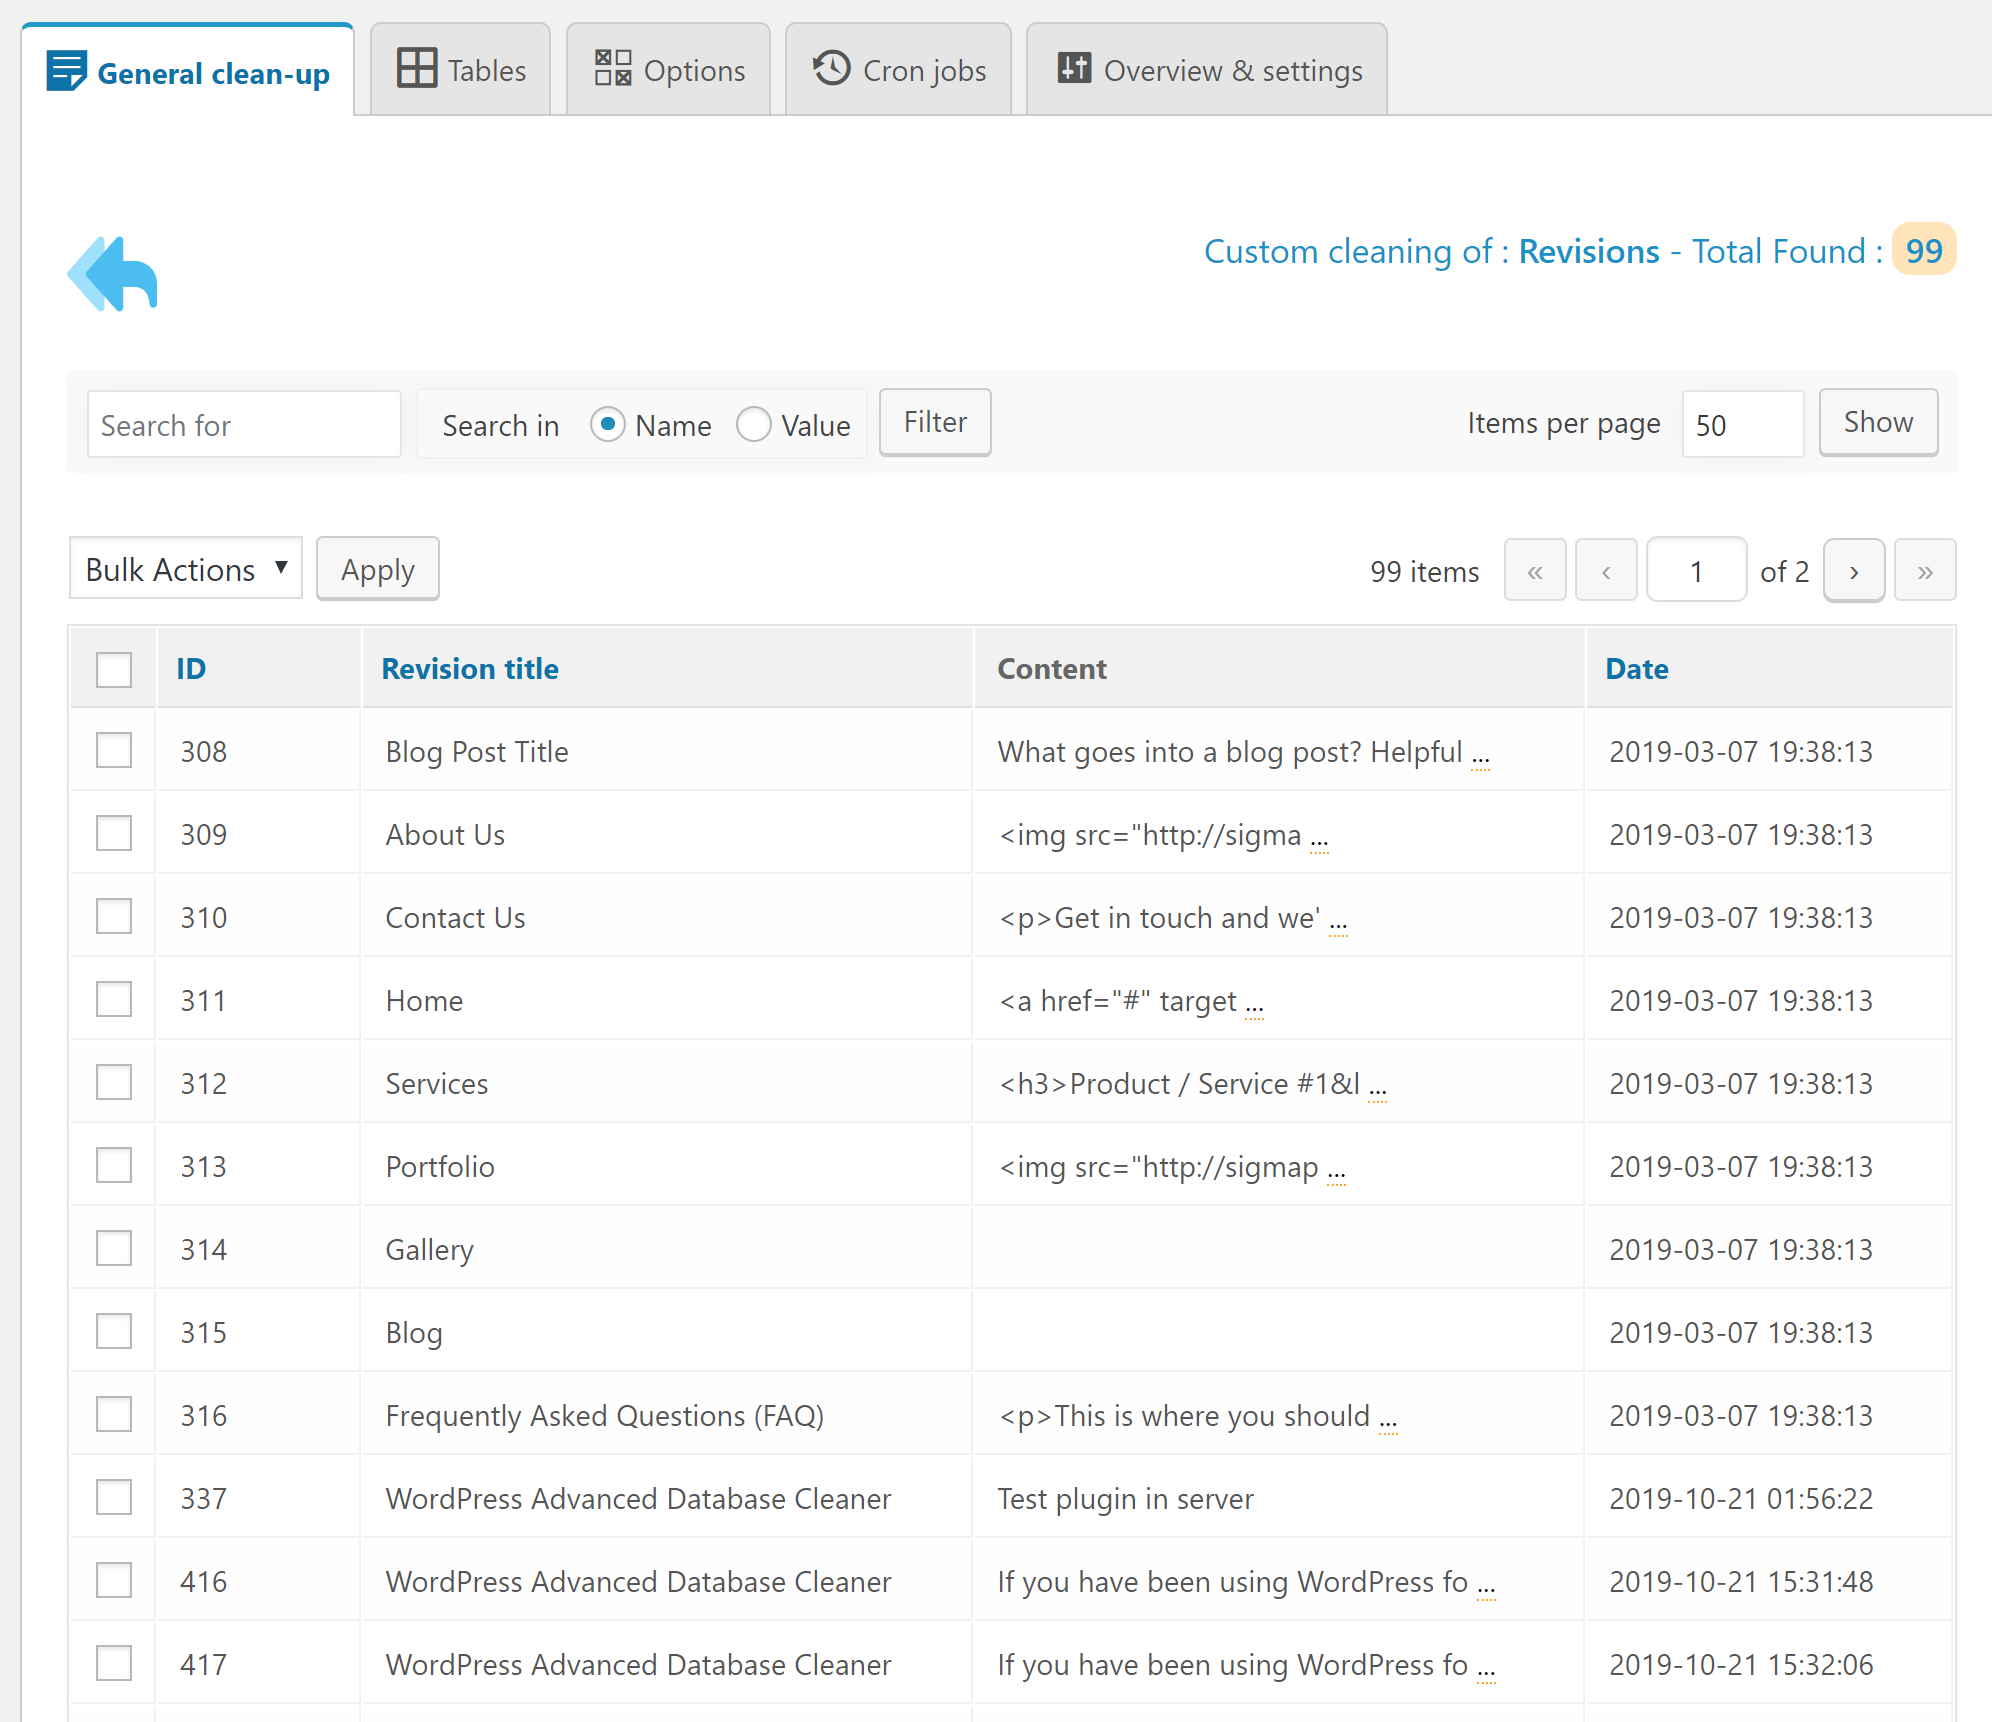 General clean-up Tables Options Cron jobs Overview & settings
Custom cleaning of : Revisions - Total Found : 99
Search for Search in Name Value Filter Items per page 50 Show
Bulk Actions ▼ Apply 99 items « ‹ 1 of 2 › »
ID Revision title Content Date
308 Blog Post Title What goes into a blog post? Helpful ... 2019-03-07 19:38:13
309 About Us <img src="http://sigma ... 2019-03-07 19:38:13
310 Contact Us <p>Get in touch and we' ... 2019-03-07 19:38:13
311 Home <a href="#" target ... 2019-03-07 19:38:13
312 Services <h3>Product / Service #1&l ... 2019-03-07 19:38:13
313 Portfolio <img src="http://sigmap ... 2019-03-07 19:38:13
314 Gallery 2019-03-07 19:38:13
315 Blog 2019-03-07 19:38:13
316 Frequently Asked Questions (FAQ) <p>This is where you should ... 2019-03-07 19:38:13
337 WordPress Advanced Database Cleaner Test plugin in server 2019-10-21 01:56:22
416 WordPress Advanced Database Cleaner If you have been using WordPress fo ... 2019-10-21 15:31:48
417 WordPress Advanced Database Cleaner If you have been using WordPress fo ... 2019-10-21 15:32:06